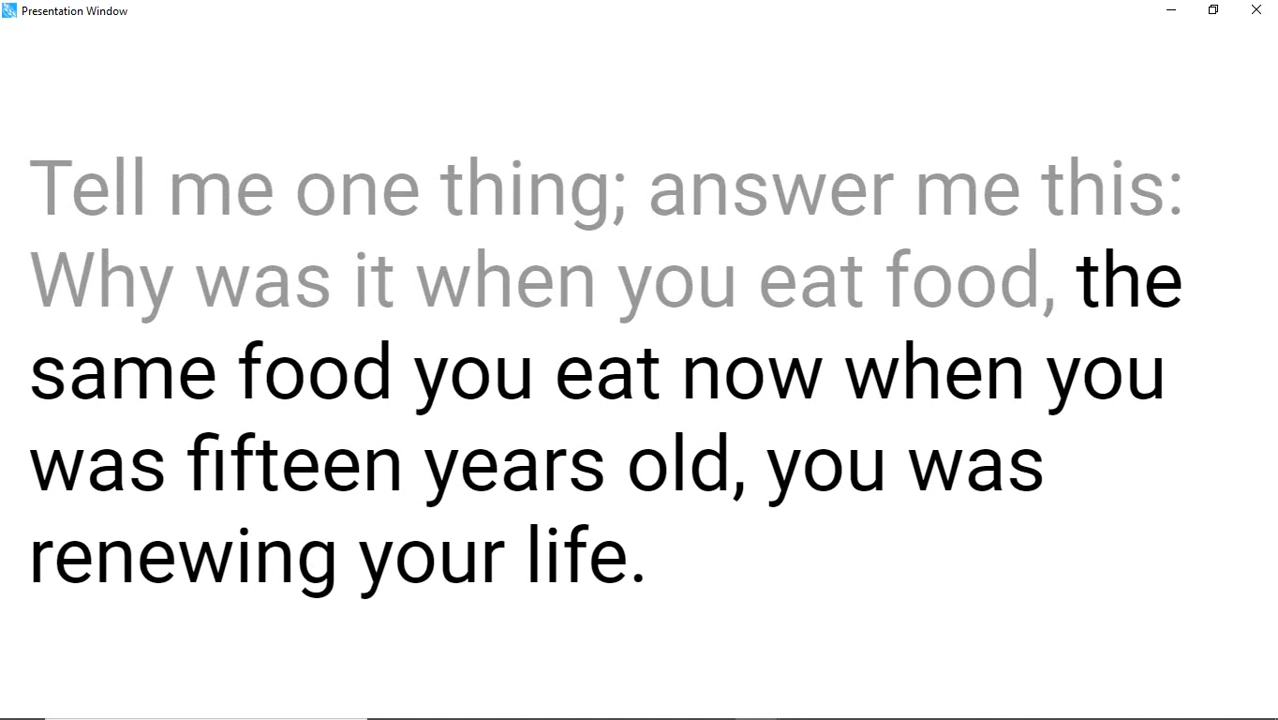 Presentation Window
Tell me one thing; answer me this:
Why was it when you eat food, the
same food you eat now when you
was fifteen years old, you was
renewing your life.